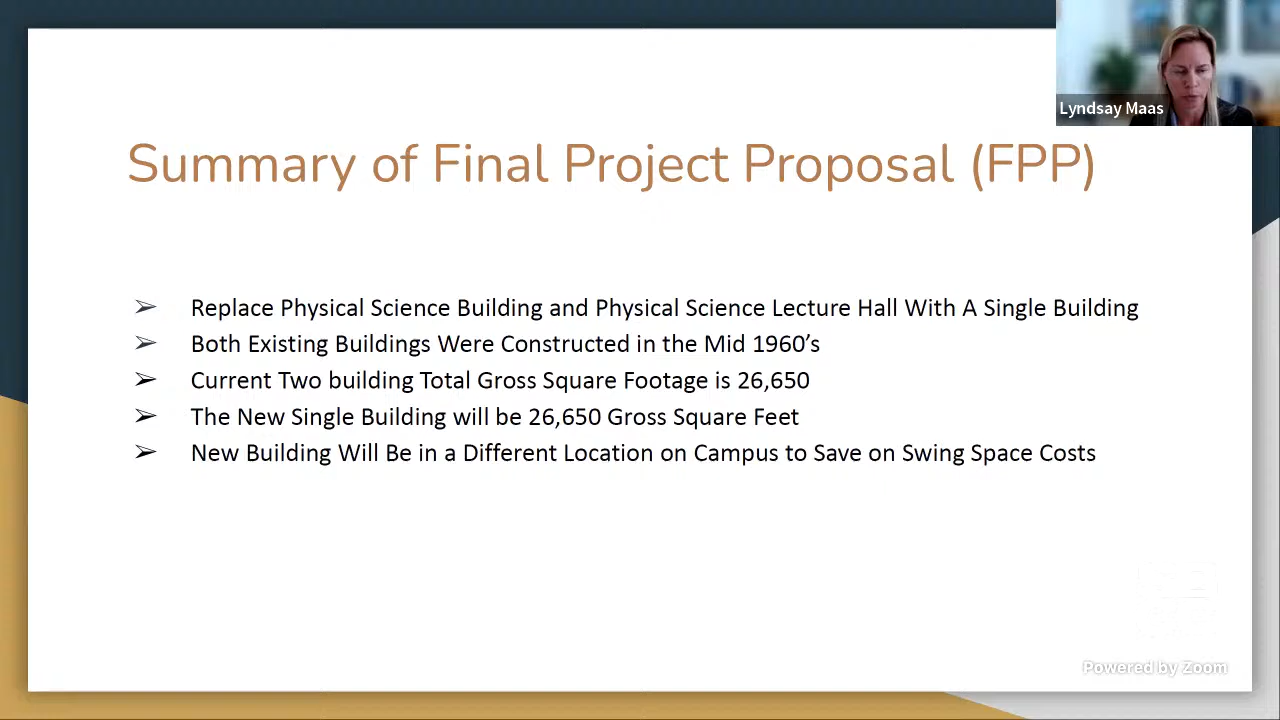 Lyndsay Maas
Summary of Final Project Proposal (FPP)
➢ Replace Physical Science Building and Physical Science Lecture Hall With A Single Building
➢ Both Existing Buildings Were Constructed in the Mid 1960’s
➢ Current Two building Total Gross Square Footage is 26,650
➢ The New Single Building will be 26,650 Gross Square Feet
➢ New Building Will Be in a Different Location on Campus to Save on Swing Space Costs
Powered by Zoom